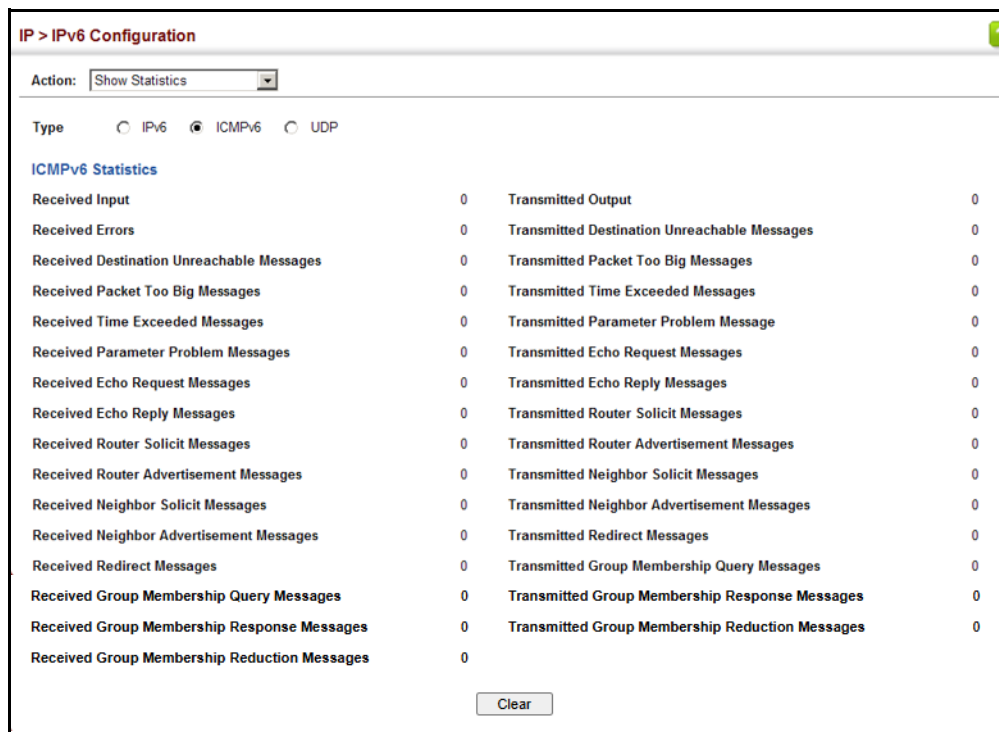 IP > IPv6 Configuration
Action: Show Statistics
Type IPv6 ICMPv6 UDP
ICMPv6 Statistics
Received Input 0 Transmitted Output 0
Received Errors 0 Transmitted Destination Unreachable Messages 0
Received Destination Unreachable Messages 0 Transmitted Packet Too Big Messages 0
Received Packet Too Big Messages 0 Transmitted Time Exceeded Messages 0
Received Time Exceeded Messages 0 Transmitted Parameter Problem Message 0
Received Parameter Problem Messages 0 Transmitted Echo Request Messages 0
Received Echo Request Messages 0 Transmitted Echo Reply Messages 0
Received Echo Reply Messages 0 Transmitted Router Solicit Messages 0
Received Router Solicit Messages 0 Transmitted Router Advertisement Messages 0
Received Router Advertisement Messages 0 Transmitted Neighbor Solicit Messages 0
Received Neighbor Solicit Messages 0 Transmitted Neighbor Advertisement Messages 0
Received Neighbor Advertisement Messages 0 Transmitted Redirect Messages 0
Received Redirect Messages 0 Transmitted Group Membership Query Messages 0
Received Group Membership Query Messages 0 Transmitted Group Membership Response Messages 0
Received Group Membership Response Messages 0 Transmitted Group Membership Reduction Messages 0
Received Group Membership Reduction Messages 0
Clear